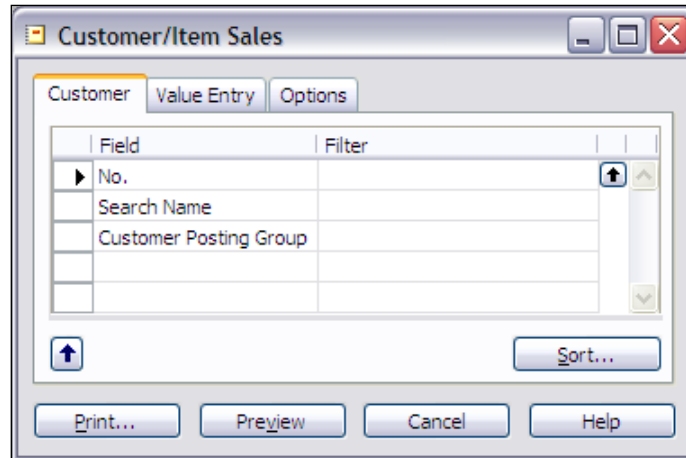 Customer/Item Sales
Customer Value Entry Options
Field Filter
No.
Search Name
Customer Posting Group
Sort...
Print... Preview Cancel Help